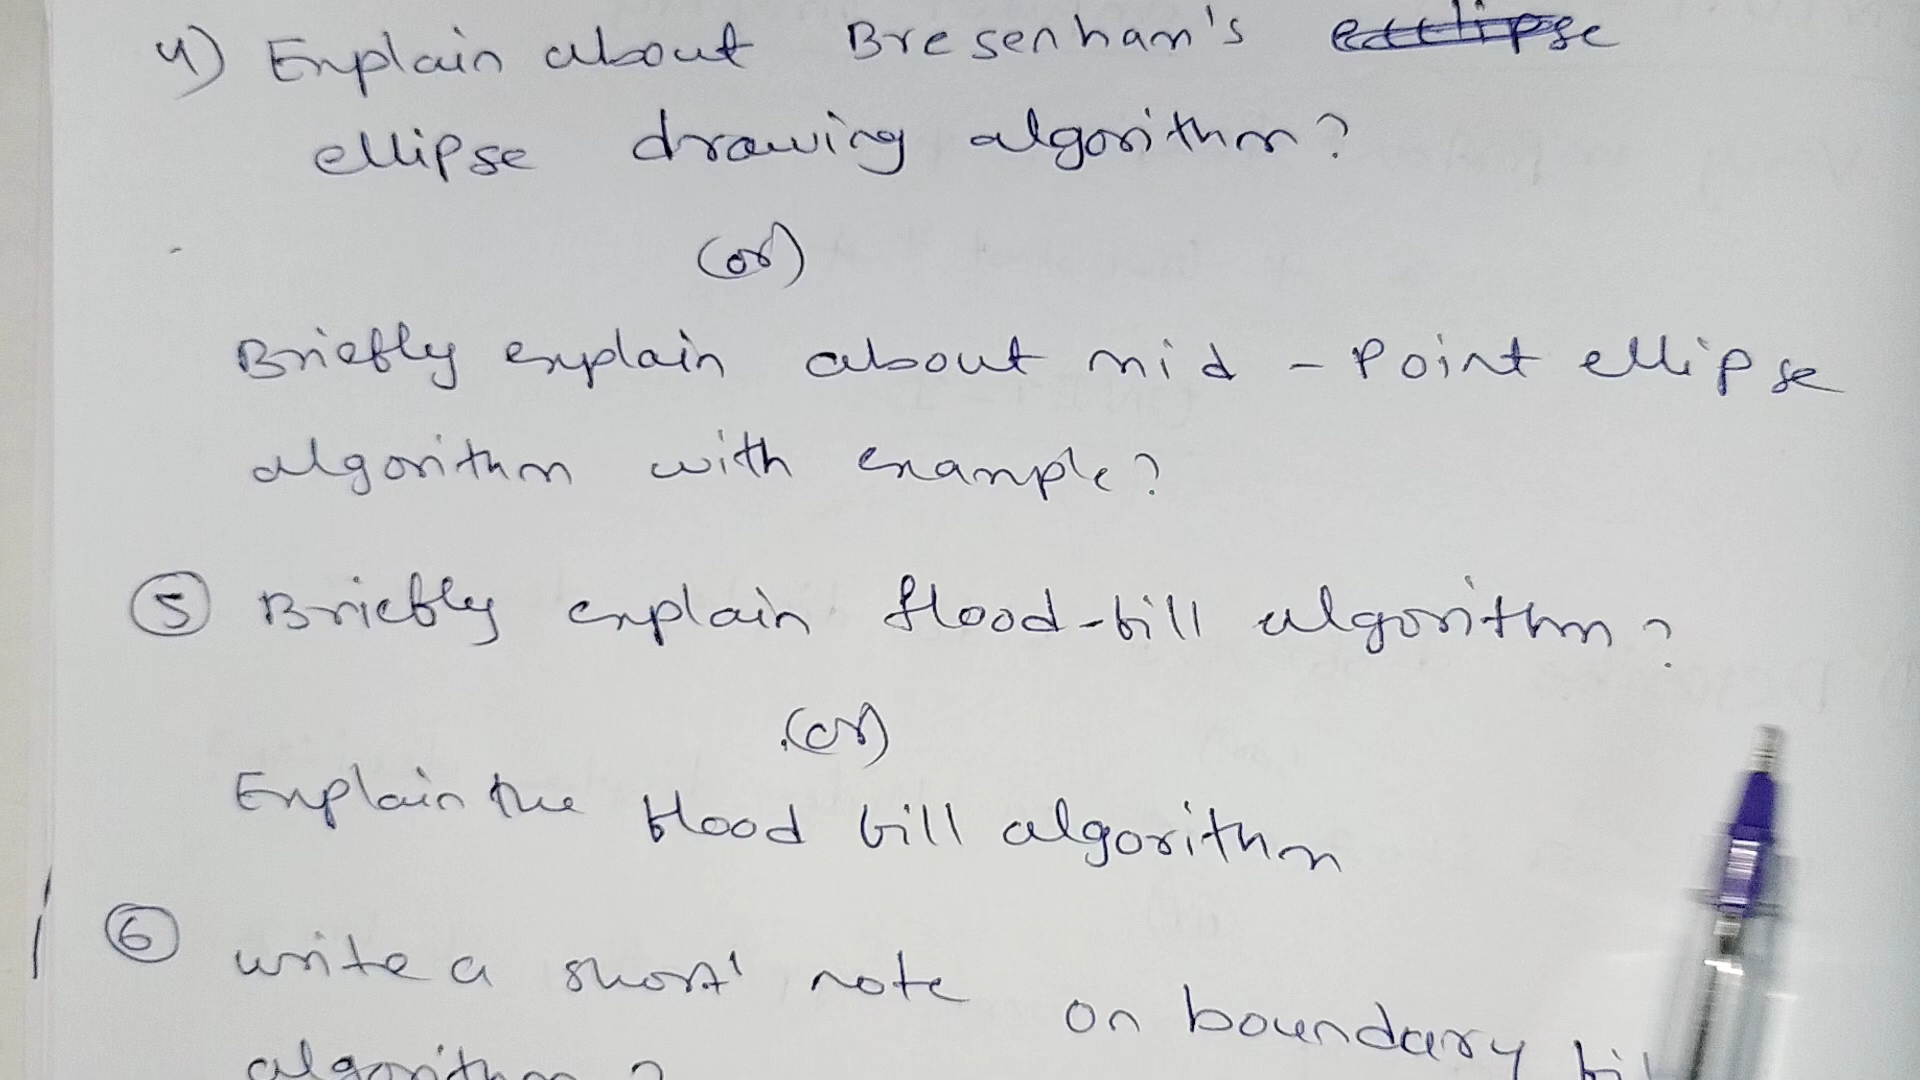 4) Explain about Bresenham's
ellipse drawing algorithm?
(or)
Briefly explain about mid - point ellipse
algorithm with example?
5 Briefly explain flood-fill algorithm?
(or)
Explain the flood fill algorithm
6 write a short note on boundary
algorithm?